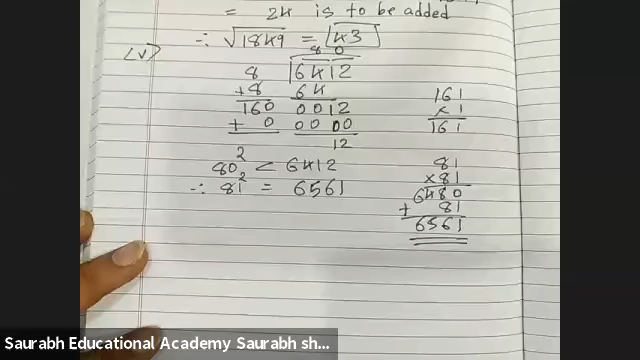 = 24 is to be added
∴ √1849 = 43
(v)
8 0
8 6412
+8 64
160 0012
+ 0 0000
12
161
x 1
161
80² < 6412
∴ 81² = 6561
81
x81
6480
+ 81
6561
Saurabh Educational Academy Saurabh sh...